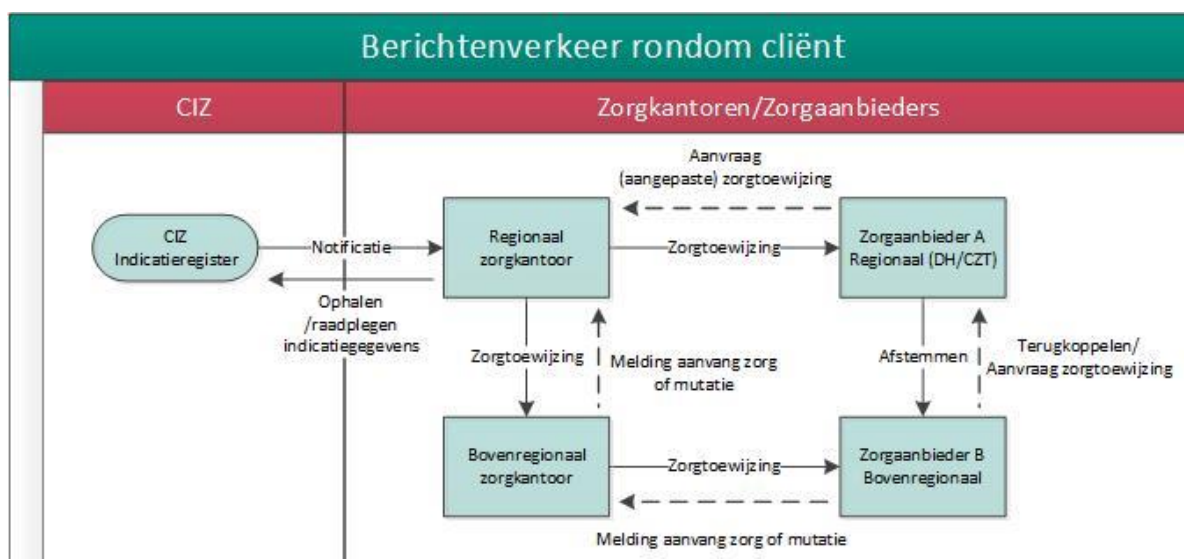 Berichtenverkeer rondom cliënt
CIZ
Zorgkantoren/Zorgaanbieders
Aanvraag
(aangepaste) zorgtoewijzing
CIZ
Indicatieregister
Notificatie
Regionaal
zorgkantoor
Zorgtoewijzing
Zorgaanbieder A
Regionaal (DH/CZT)
Ophalen
/raadplegen
indicatiegegevens
Zorgtoewijzing
Melding aanvang zorg
of mutatie
Afstemmen
Terugkoppelen/
Aanvraag zorgtoewijzing
Bovenregionaal
zorgkantoor
Zorgtoewijzing
Zorgaanbieder B
Bovenregionaal
Melding aanvang zorg of mutatie